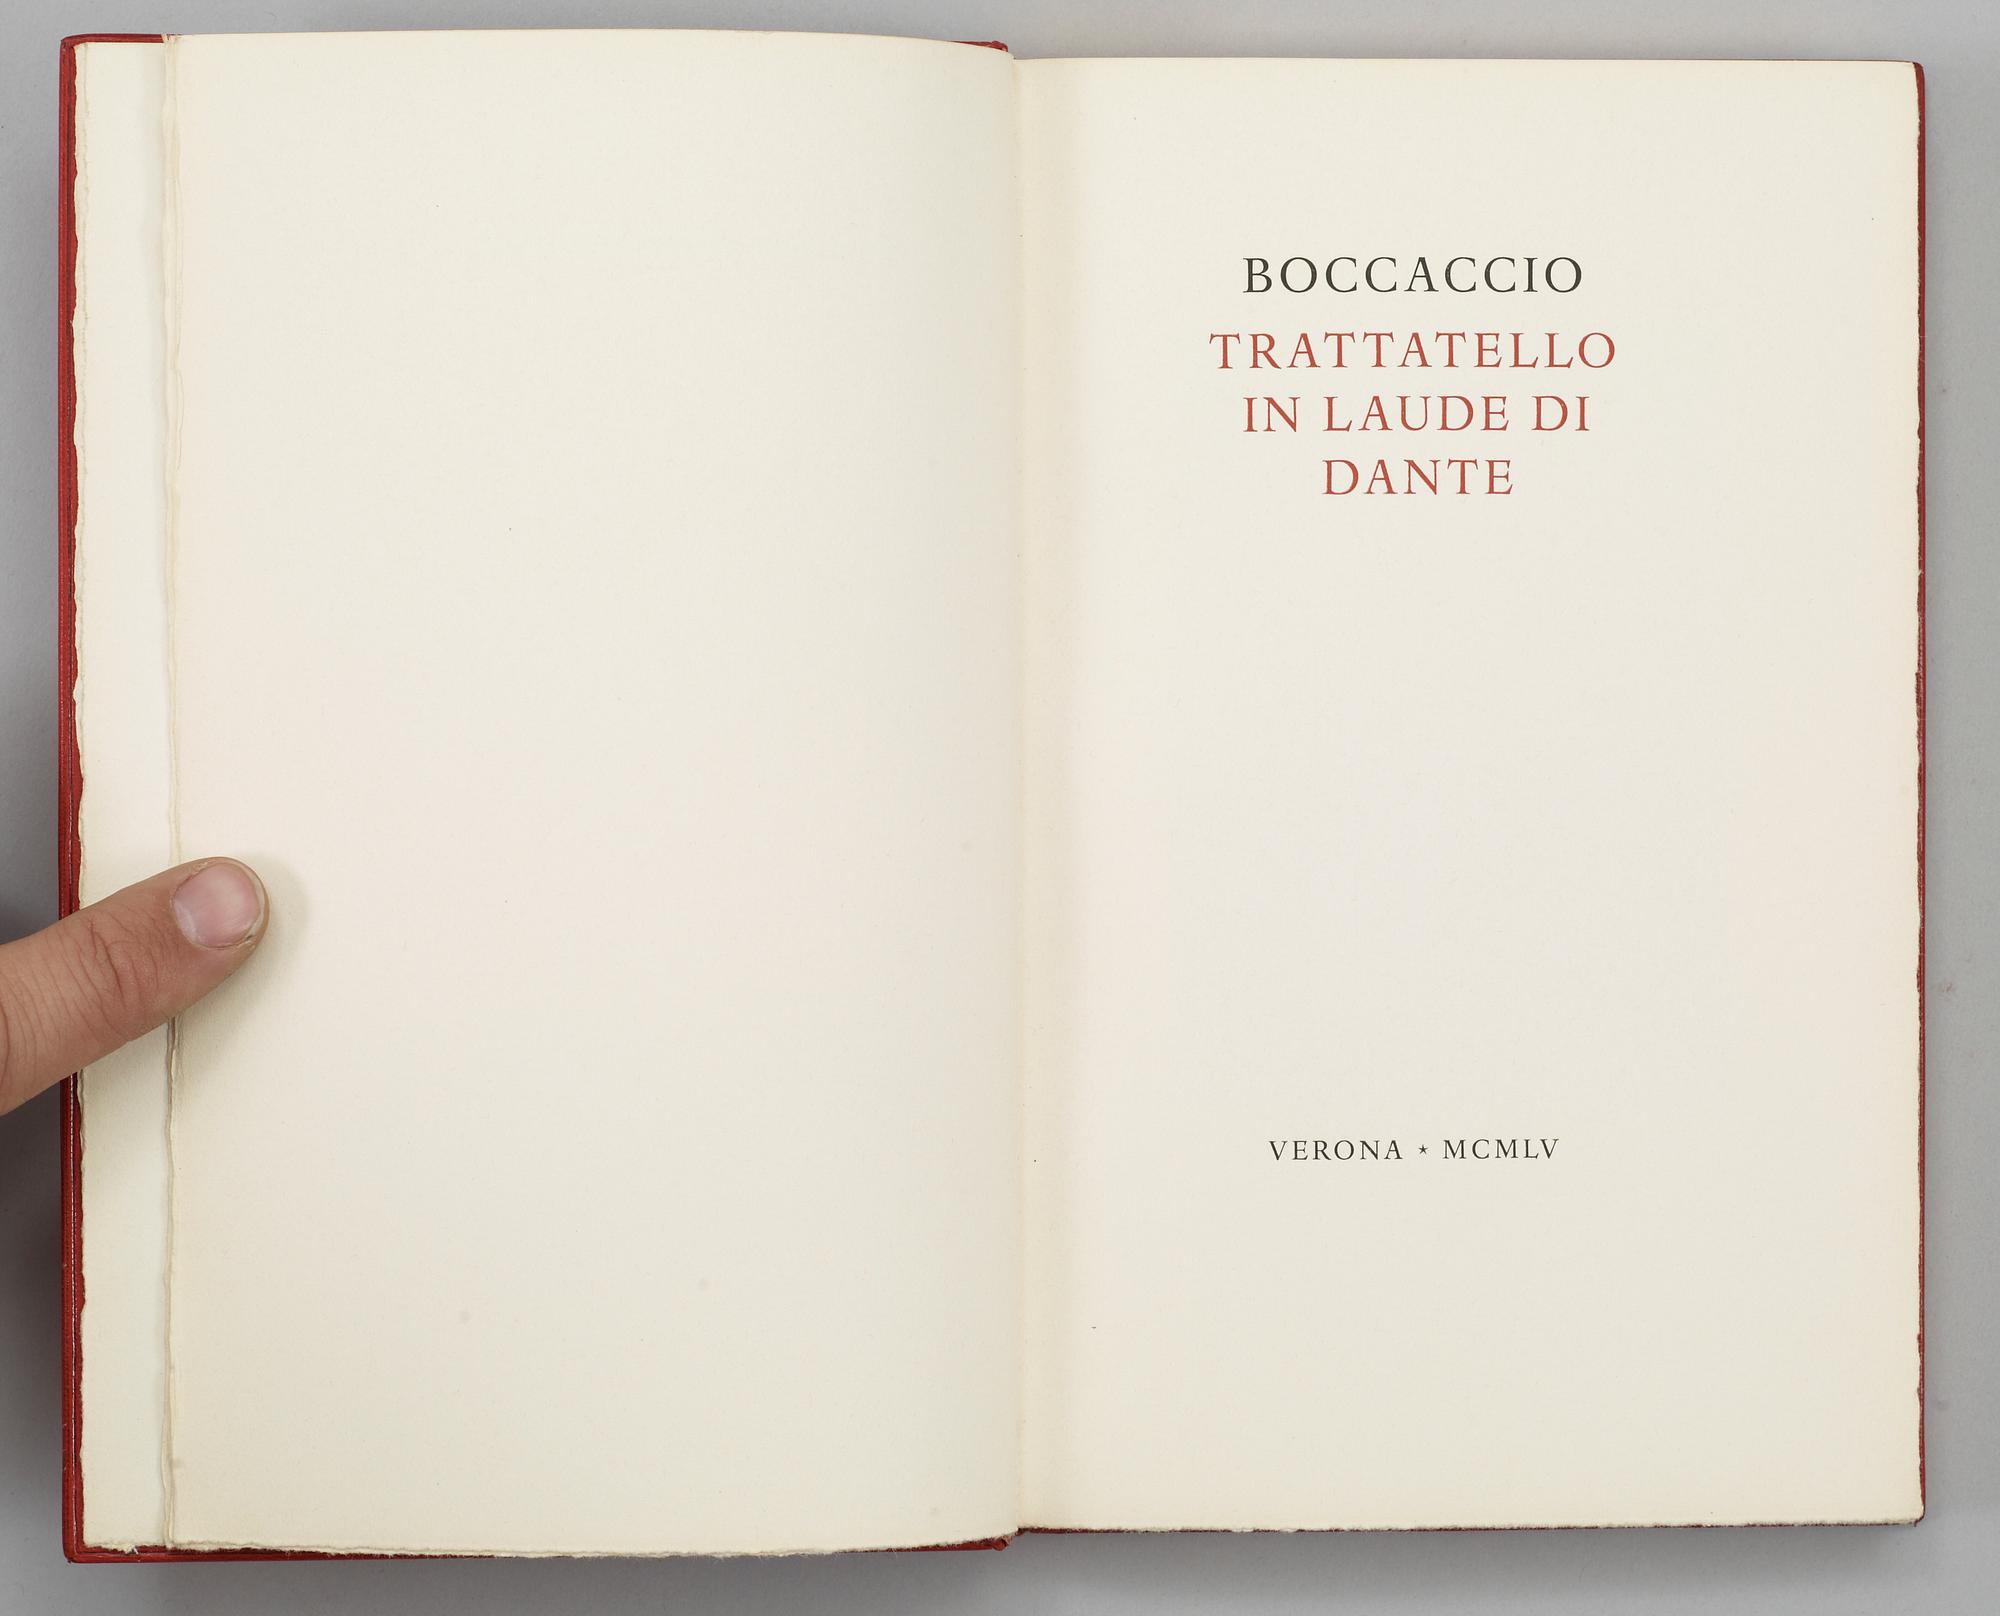 BOCCACCIO
TRATTATELLO
IN LAUDE DI
DANTE
VERONA ⋆ MCMLV